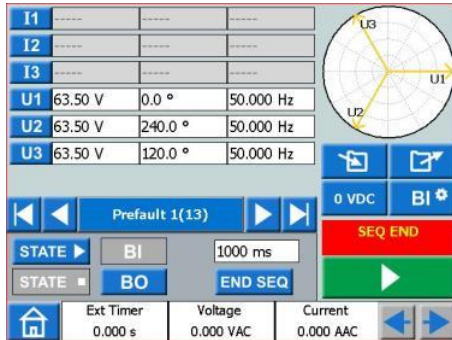 I1 ----- ----- -----
I2 ----- ----- -----
I3 ----- ----- -----
U1 63.50 V 0.0 ° 50.000 Hz
U2 63.50 V 240.0 ° 50.000 Hz
U3 63.50 V 120.0 ° 50.000 Hz
U3
U1
U2
0 VDC BI
Prefault 1(13)
SEQ END
STATE BI 1000 ms
STATE BO END SEQ
Ext Timer Voltage Current
0.000 s 0.000 VAC 0.000 AAC